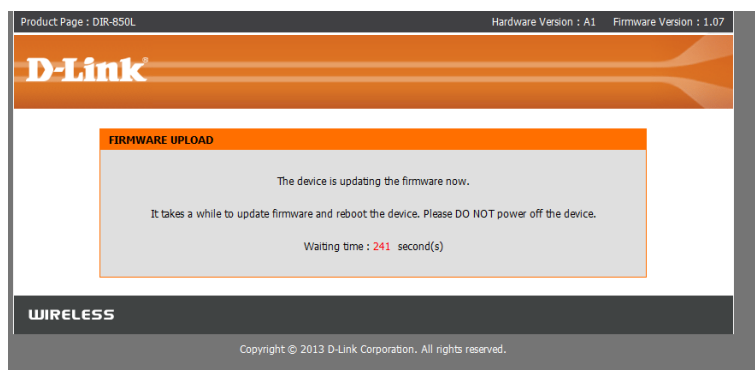 Product Page : DIR-850L Hardware Version : A1 Firmware Version : 1.07
D-Link
FIRMWARE UPLOAD
The device is updating the firmware now.
It takes a while to update firmware and reboot the device. Please DO NOT power off the device.
Waiting time : 241 second(s)
WIRELESS
Copyright © 2013 D-Link Corporation. All rights reserved.